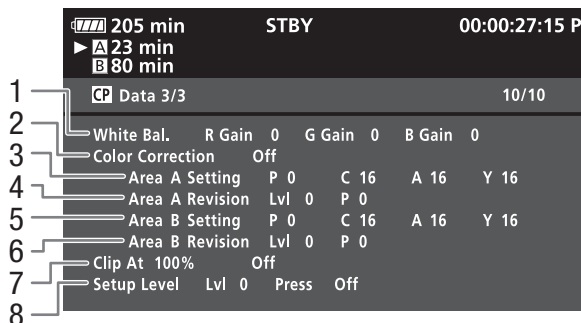 205 min STBY 00:00:27:15 P
A 23 min
B 80 min
CP Data 3/3 10/10
1 White Bal. R Gain 0 G Gain 0 B Gain 0
2 Color Correction Off
3 Area A Setting P 0 C 16 A 16 Y 16
4 Area A Revision Lvl 0 P 0
5 Area B Setting P 0 C 16 A 16 Y 16
6 Area B Revision Lvl 0 P 0
7 Clip At 100% Off
8 Setup Level Lvl 0 Press Off